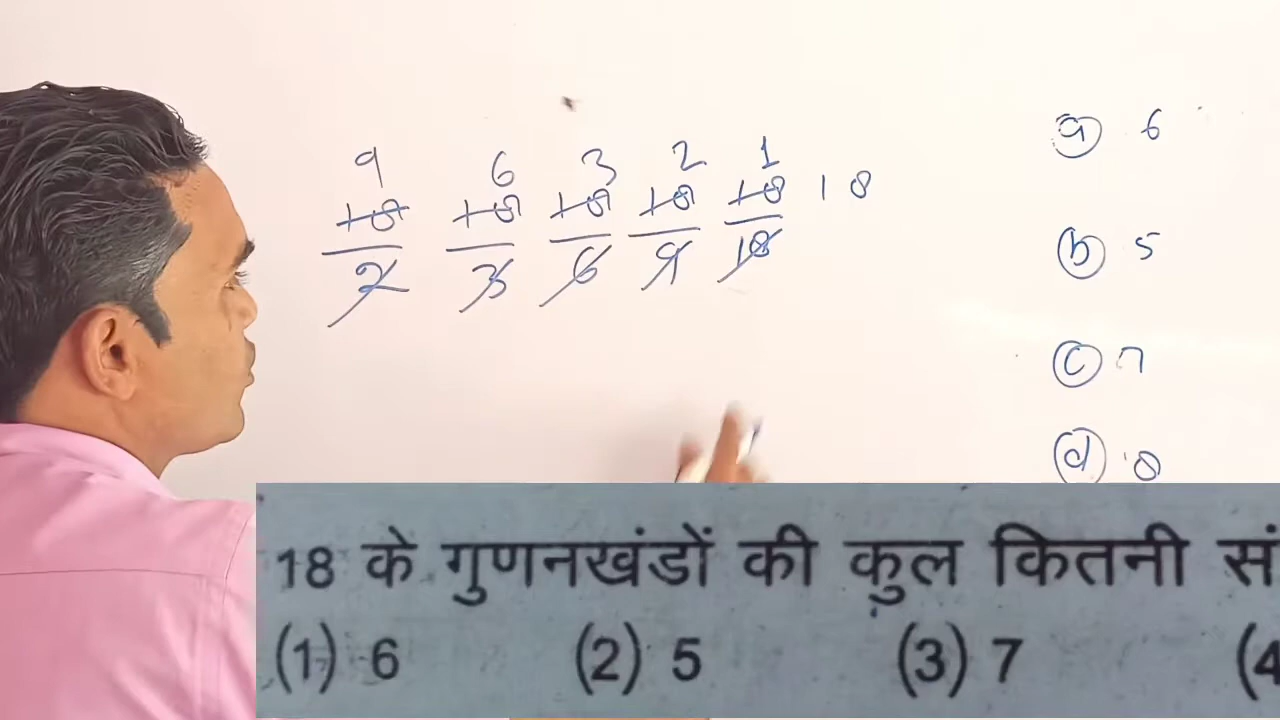 9 6 3 2 1
18 18 18 18 18 18
2 3 6 9 18
a 6
b 5
c 7
d 8
18 के गुणनखंडों की कुल कितनी सं
(1) 6 (2) 5 (3) 7 (4